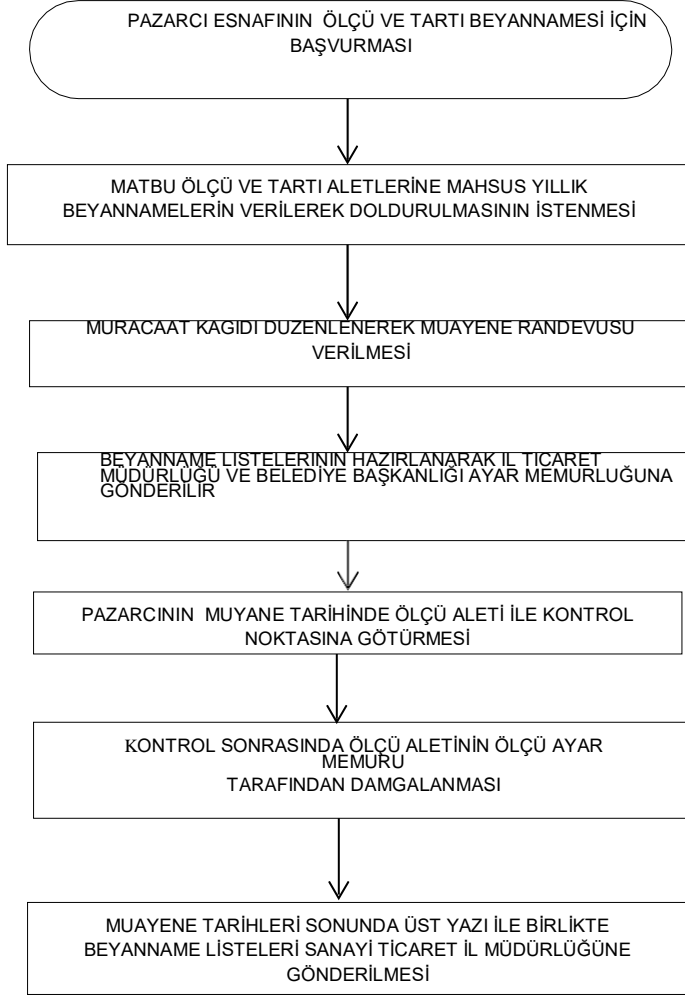 PAZARCI ESNAFININ ÖLÇÜ VE TARTI BEYANNAMESİ İÇİN
BAŞVURMASI
MATBU ÖLÇÜ VE TARTI ALETLERİNE MAHSUS YILLIK
BEYANNAMELERİN VERİLEREK DOLDURULMASININ İSTENMESİ
MÜRACAAT KAĞIDI DÜZENLENEREK MUAYENE RANDEVUSU
VERİLMESİ
BEYANNAME LİSTELERİNİN HAZIRLANARAK İL TİCARET
MÜDÜRLÜĞÜ VE BELEDİYE BAŞKANLIĞI AYAR MEMURLUĞUNA
GÖNDERİLİR
PAZARCININ MUYANE TARİHİNDE ÖLÇÜ ALETİ İLE KONTROL
NOKTASINA GÖTÜRMESİ
KONTROL SONRASINDA ÖLÇÜ ALETİNİN ÖLÇÜ AYAR
MEMURU
TARAFINDAN DAMGALANMASI
MUAYENE TARİHLERİ SONUNDA ÜST YAZI İLE BİRLİKTE
BEYANNAME LİSTELERİ SANAYİ TİCARET İL MÜDÜRLÜĞÜNE
GÖNDERİLMESİ